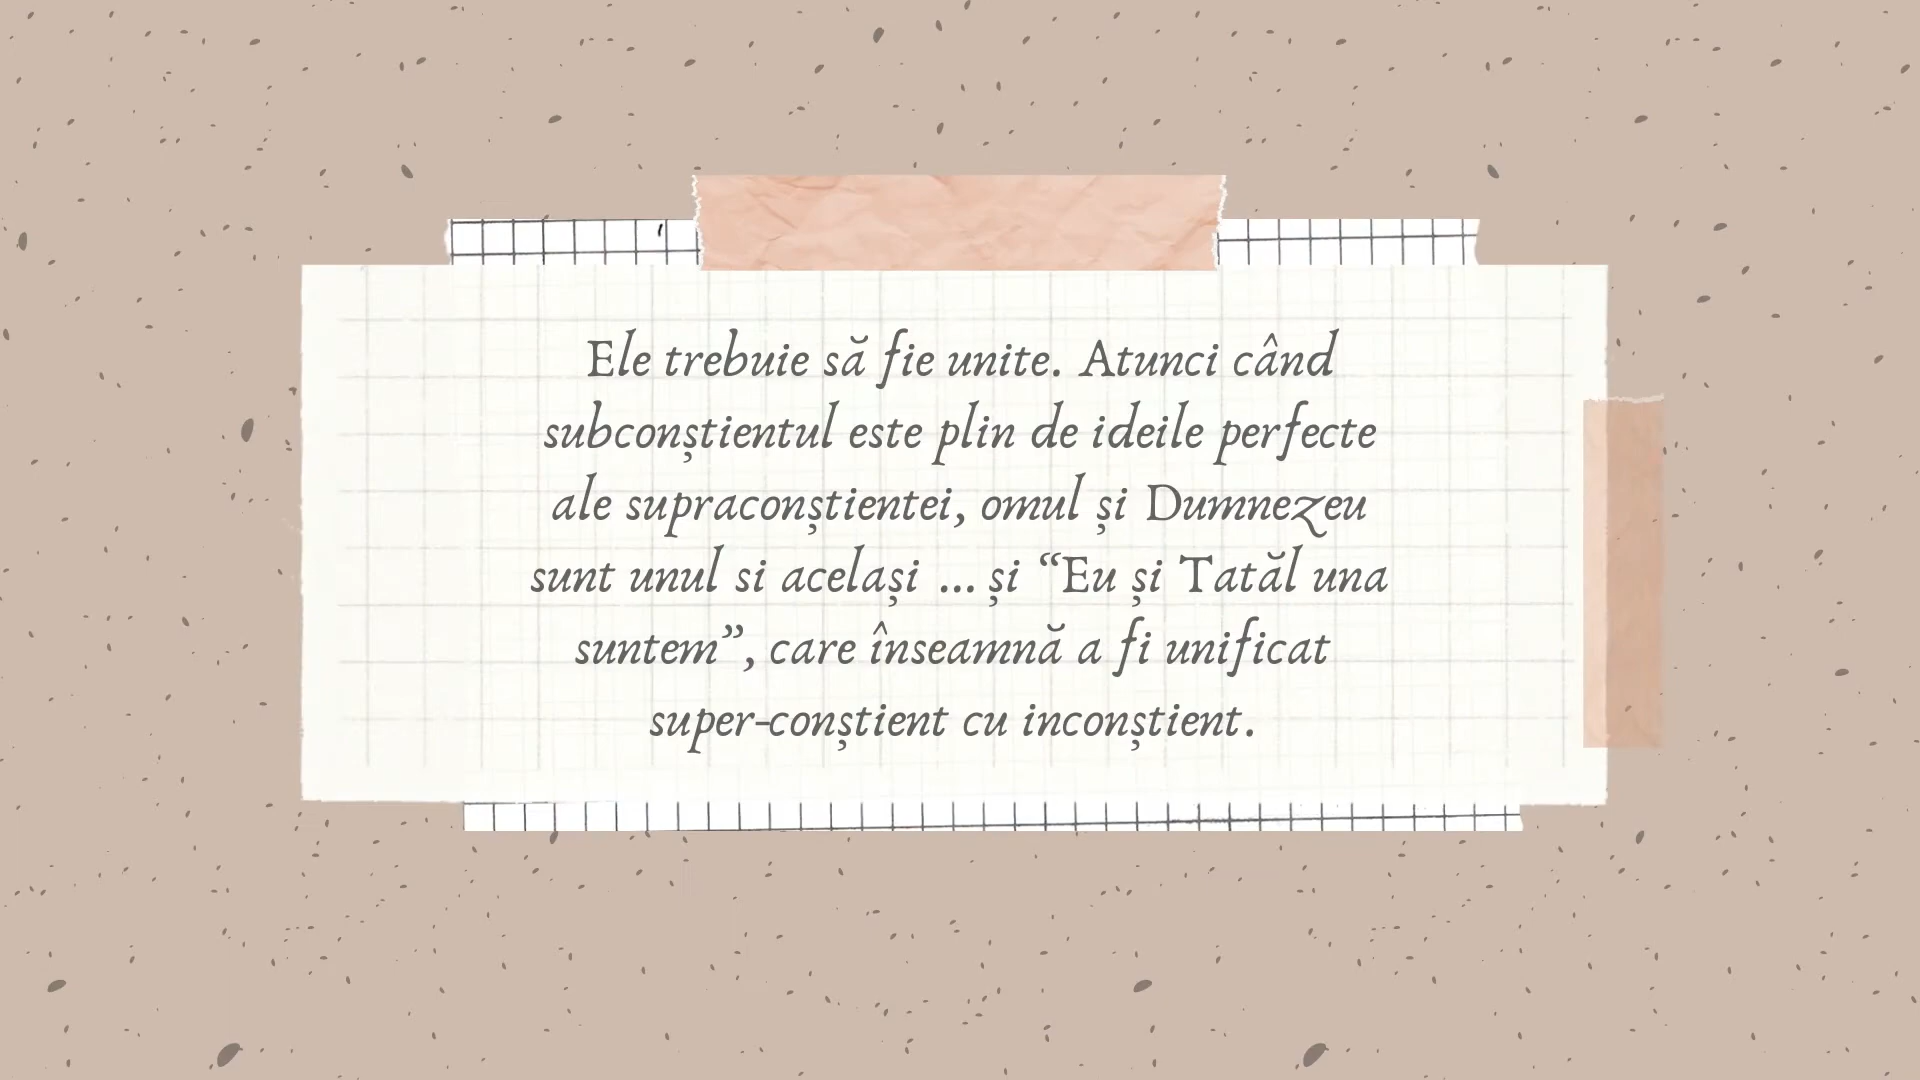 Ele trebuie să fie unite. Atunci când
subconștientul este plin de ideile perfecte
ale supraconștientei, omul și Dumnezeu
sunt unul si același ... și “Eu și Tatăl una
suntem”, care înseamnă a fi unificat
super-conștient cu inconștient.